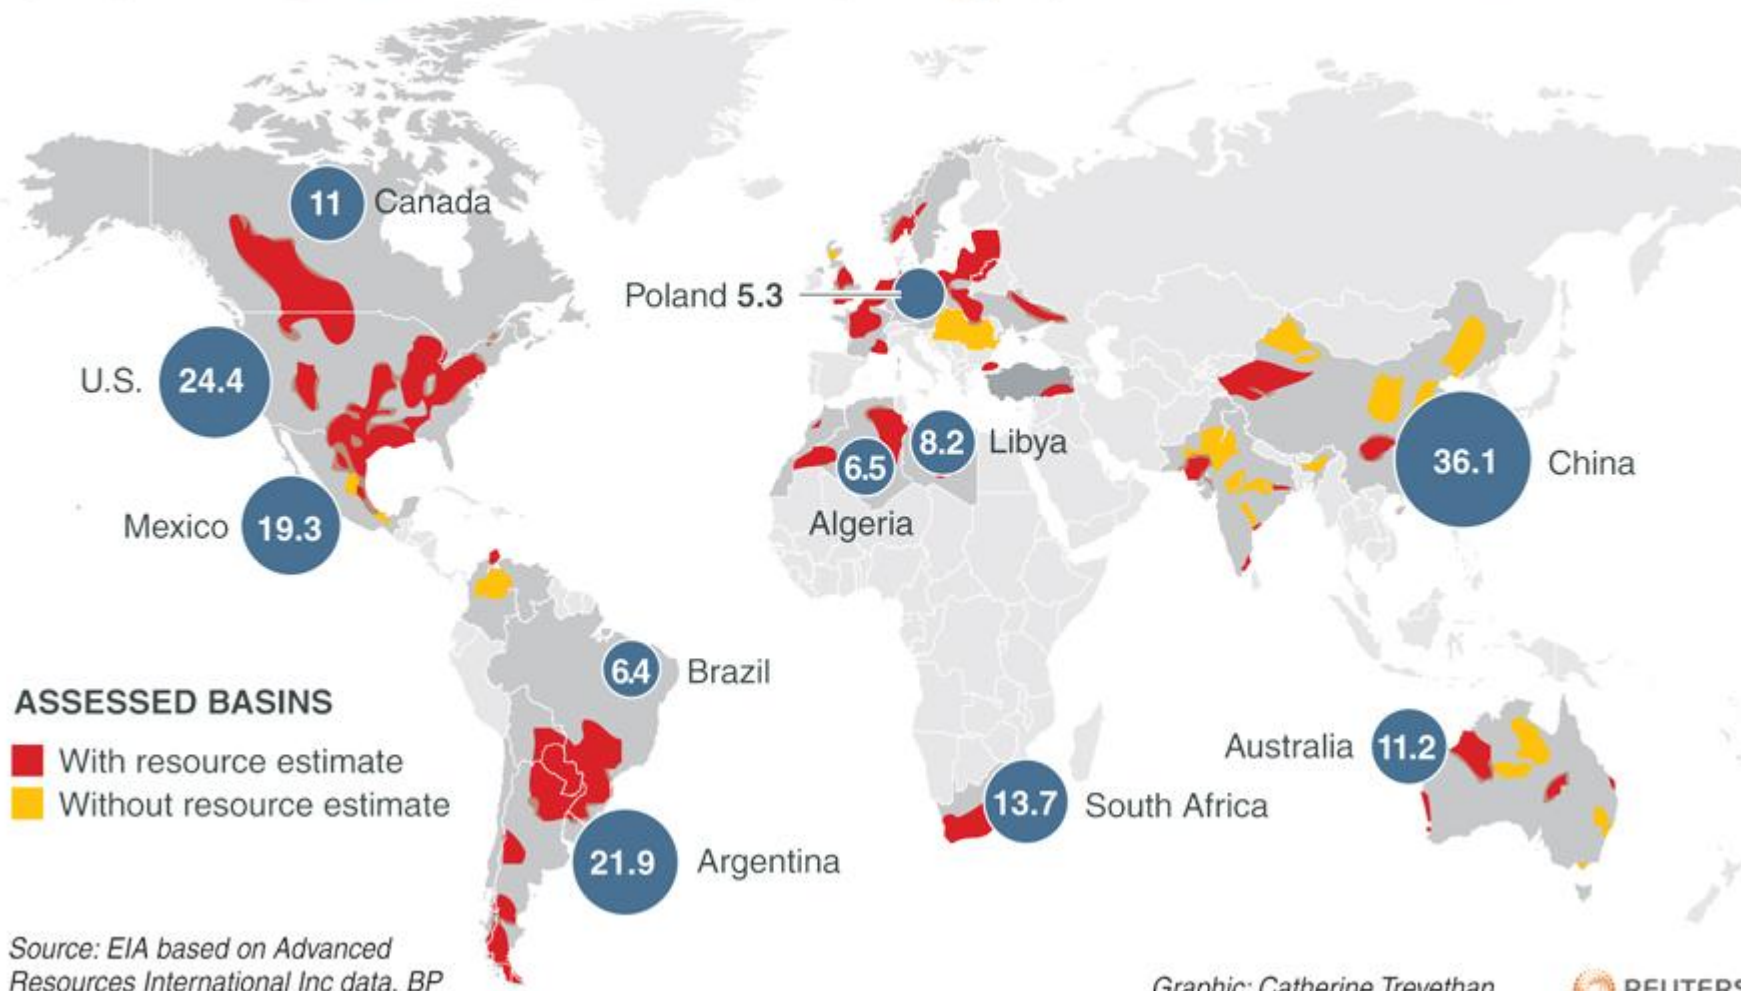 11 Canada
Poland 5.3
U.S. 24.4
8.2 Libya
6.5
36.1 China
Algeria
Mexico 19.3
6.4 Brazil
ASSESSED BASINS
With resource estimate
Without resource estimate
Australia 11.2
13.7 South Africa
21.9 Argentina
Source: EIA based on Advanced
Resources International Inc data, BP
Graphic: Catherine Trevethan
REUTERS